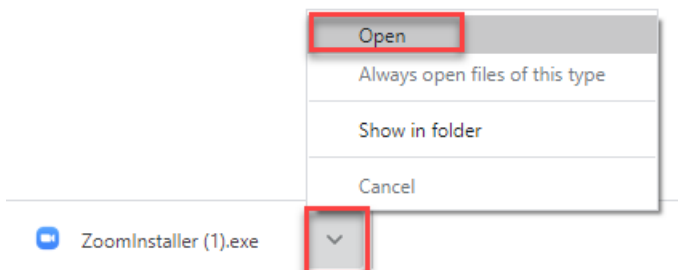 Open
Always open files of this type
Show in folder
Cancel
ZoomInstaller (1).exe